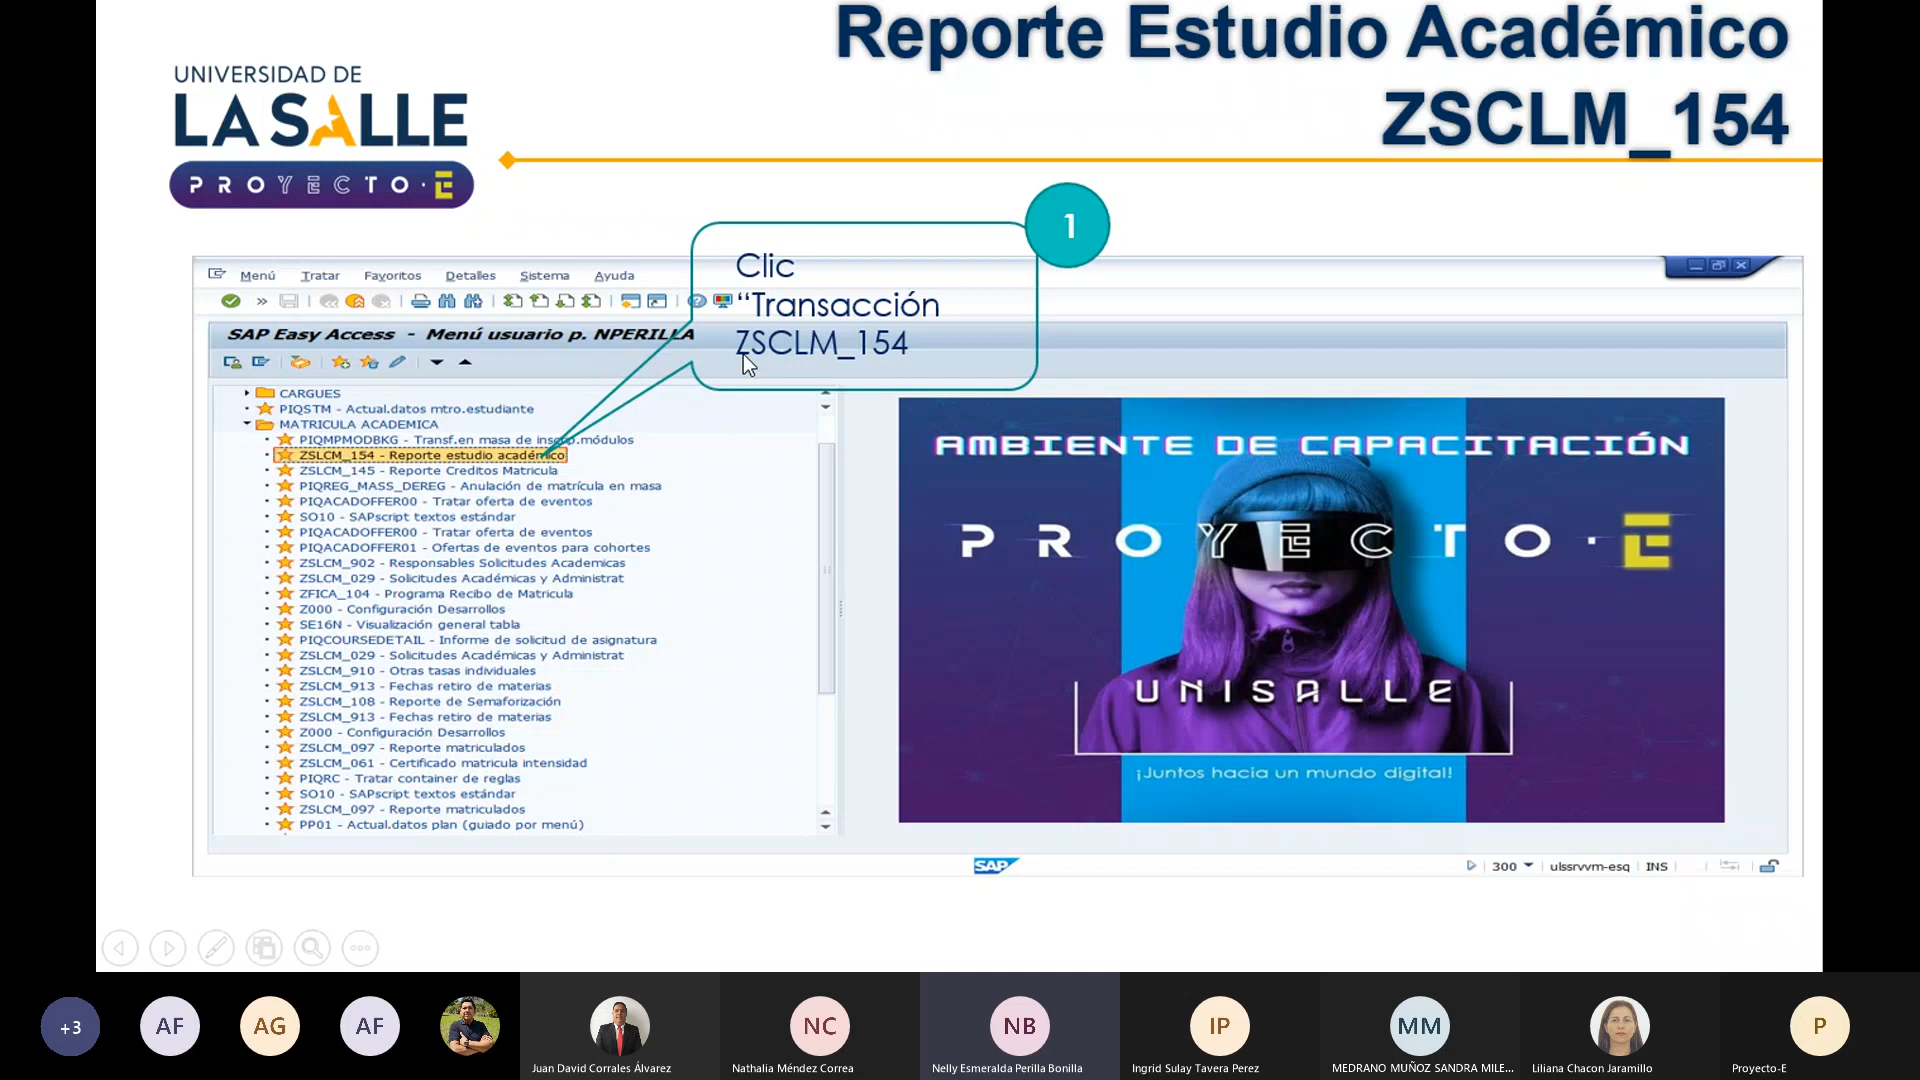 Reporte Estudio Académico
ZSCLM_154
UNIVERSIDAD DE
LA SALLE
PROYECTO·E
1
Clic
“Transacción
ZSCLM_154
Menú Tratar Favoritos Detalles Sistema Ayuda
SAP Easy Access - Menú usuario p. NPERILLA
CARGUES
PIQSTM - Actual.datos mtro.estudiante
MATRICULA ACADEMICA
PIQMPMODBKG - Transf.en masa de inscrip.módulos
ZSLCM_154 - Reporte estudio académico
ZSLCM_145 - Reporte Creditos Matricula
PIQREG_MASS_DEREG - Anulación de matrícula en masa
PIQACADOFFER00 - Tratar oferta de eventos
SO10 - SAPscript textos estándar
PIQACADOFFER00 - Tratar oferta de eventos
PIQACADOFFER01 - Ofertas de eventos para cohortes
ZSLCM_902 - Responsables Solicitudes Academicas
ZSLCM_029 - Solicitudes Académicas y Administrat
ZFICA_104 - Programa Recibo de Matricula
Z000 - Configuración Desarrollos
SE16N - Visualización general tabla
PIQCOURSEDETAIL - Informe de solicitud de asignatura
ZSLCM_029 - Solicitudes Académicas y Administrat
ZSLCM_910 - Otras tasas individuales
ZSLCM_913 - Fechas retiro de materias
ZSLCM_108 - Reporte de Semaforización
ZSLCM_913 - Fechas retiro de materias
Z000 - Configuración Desarrollos
ZSLCM_097 - Reporte matriculados
ZSLCM_061 - Certificado matricula intensidad
PIQRC - Tratar container de reglas
SO10 - SAPscript textos estándar
ZSLCM_097 - Reporte matriculados
PP01 - Actual.datos plan (guiado por menú)
AMBIENTE DE CAPACITACIÓN
PROYECTO·E
UNISALLE
¡Juntos hacia un mundo digital!
SAP
300 ulssrvvm-esq INS
+3
AF
AG
AF
NC
NB
IP
MM
P
Juan David Corrales Álvarez
Nathalia Méndez Correa
Nelly Esmeralda Perilla Bonilla
Ingrid Sulay Tavera Perez
MEDRANO MUÑOZ SANDRA MILE...
Liliana Chacon Jaramillo
Proyecto-E